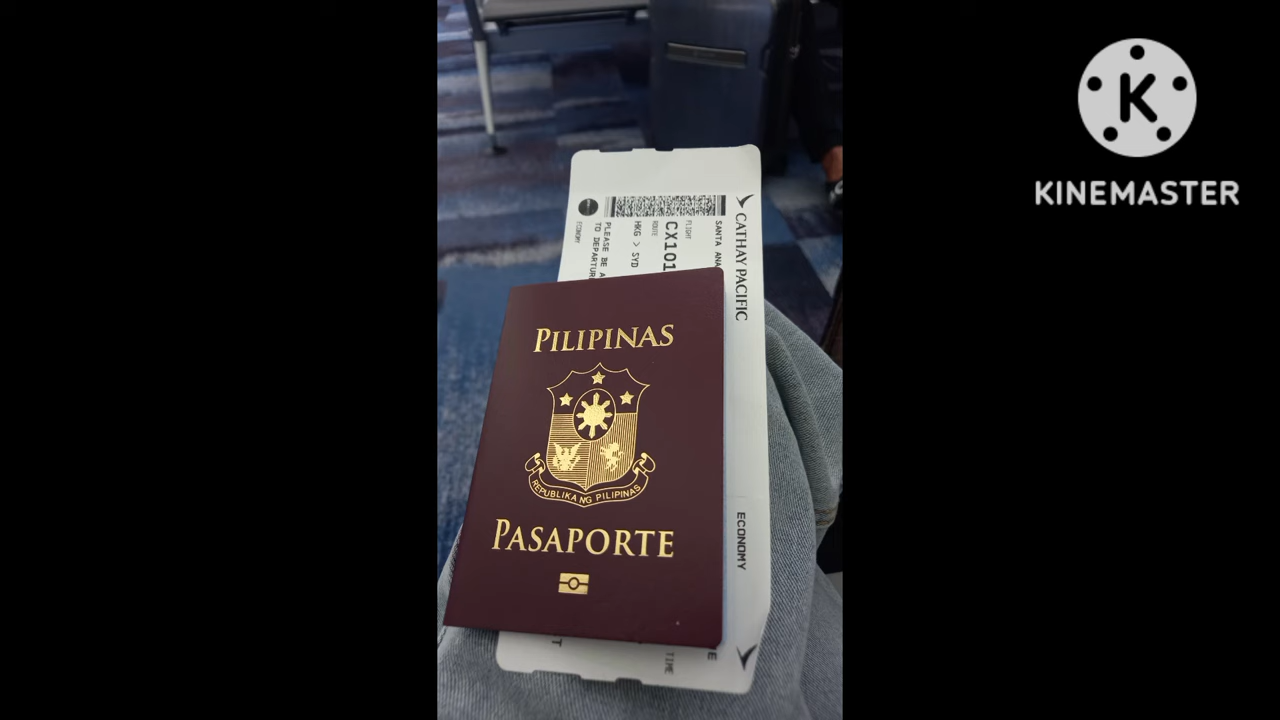 KINEMASTER
CATHAY PACIFIC
SANTA ANA
FLIGHT
CX101
ROUTE
HKG > SYD
PLEASE BE A
TO DEPARTUR
ECONOMY
PILIPINAS
REPUBLIKA NG PILIPINAS
PASAPORTE
ECONOMY
TIME